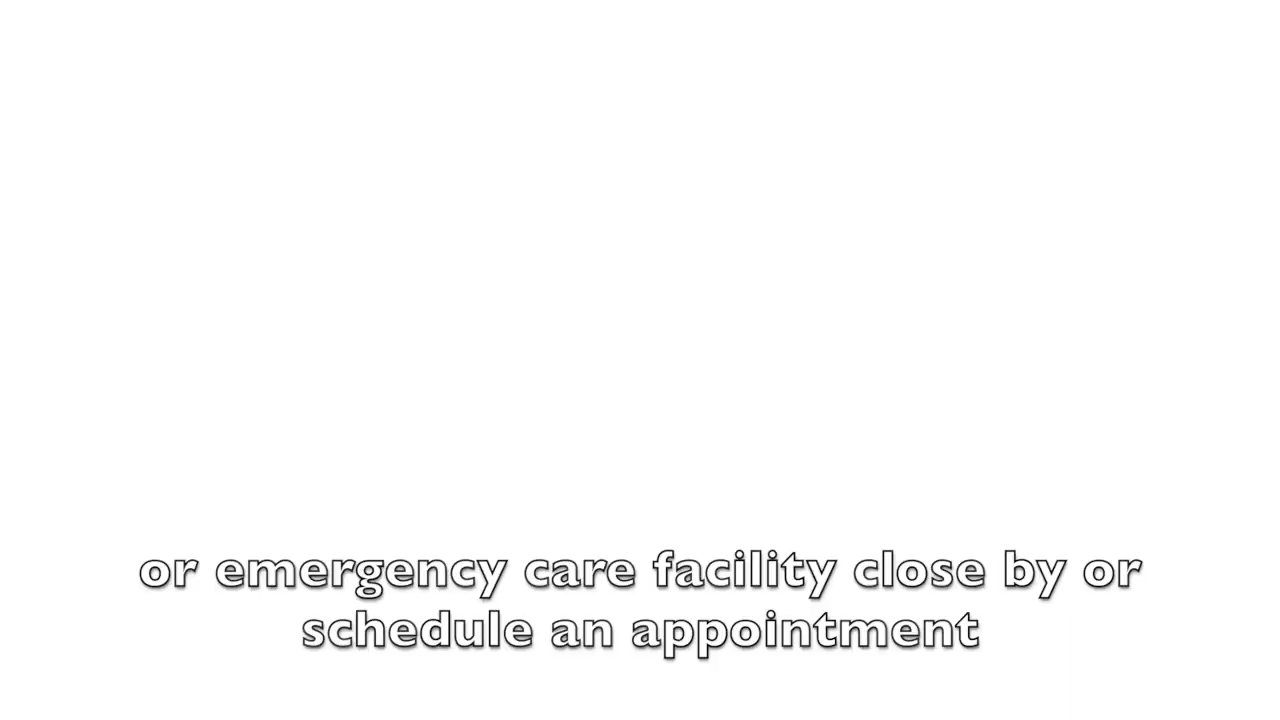 or emergency care facility close by or
schedule an appointment